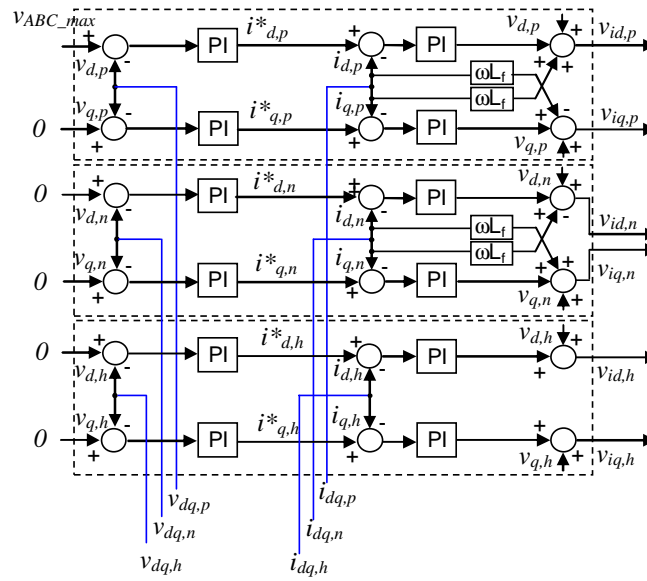 v_ABC_max + - PI i*_d,p + - PI v_d,p + + + v_id,p
v_d,p i_d,p ωL_f
v_q,p - i_q,p - ωL_f + -
0 + PI i*_q,p + PI v_q,p + v_iq,p
0 + - PI i*_d,n + - PI v_d,n + + - v_id,n
v_d,n i_d,n ωL_f
v_q,n - i_q,n - ωL_f + + v_iq,n
0 + PI i*_q,n + PI v_q,n +
0 + - PI i*_d,h + - PI v_d,h + + v_id,h
v_d,h i_d,h
v_q,h - i_q,h -
0 + PI i*_q,h + PI + v_q,h + v_iq,h
v_dq,p i_dq,p
v_dq,n i_dq,n
v_dq,h i_dq,h